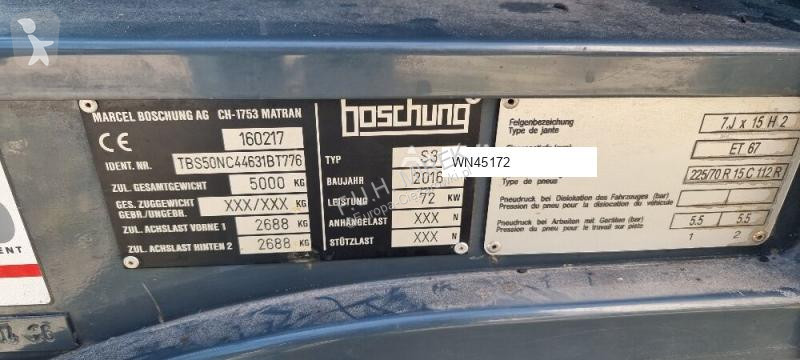 MARCEL BOSCHUNG AG CH-1753 MATRAN
CE 160217
IDENT. NR. TBS50NC44631BT776
ZUL. GESAMTGEWICHT 5000 KG
GES. ZUGGEWICHT GEBR./UNGEBR. XXX/XXX KG
ZUL. ACHSLAST VORNE 1 2688 KG
ZUL. ACHSLAST HINTEN 2 2688 KG
boschung
TYP S3
BAUJAHR 2016
LEISTUNG 72 KW
ANHÄNGELAST XXX N
STÜTZLAST XXX N
WN45172
Felgenbezeichnung
Type de jante
7J x 15 H 2
ET 67
Type de pneus
225/70 R 15 C 112 R
Pneudruck bei Dislokation des Fahrzeuges (bar)
Pression du pneu pour dislocation du véhicule
Pneudruck bei Arbeiten mit Geräten (bar)
Pression du pneu pour le travail sur piste
5.5 5.5
1 2
ENT